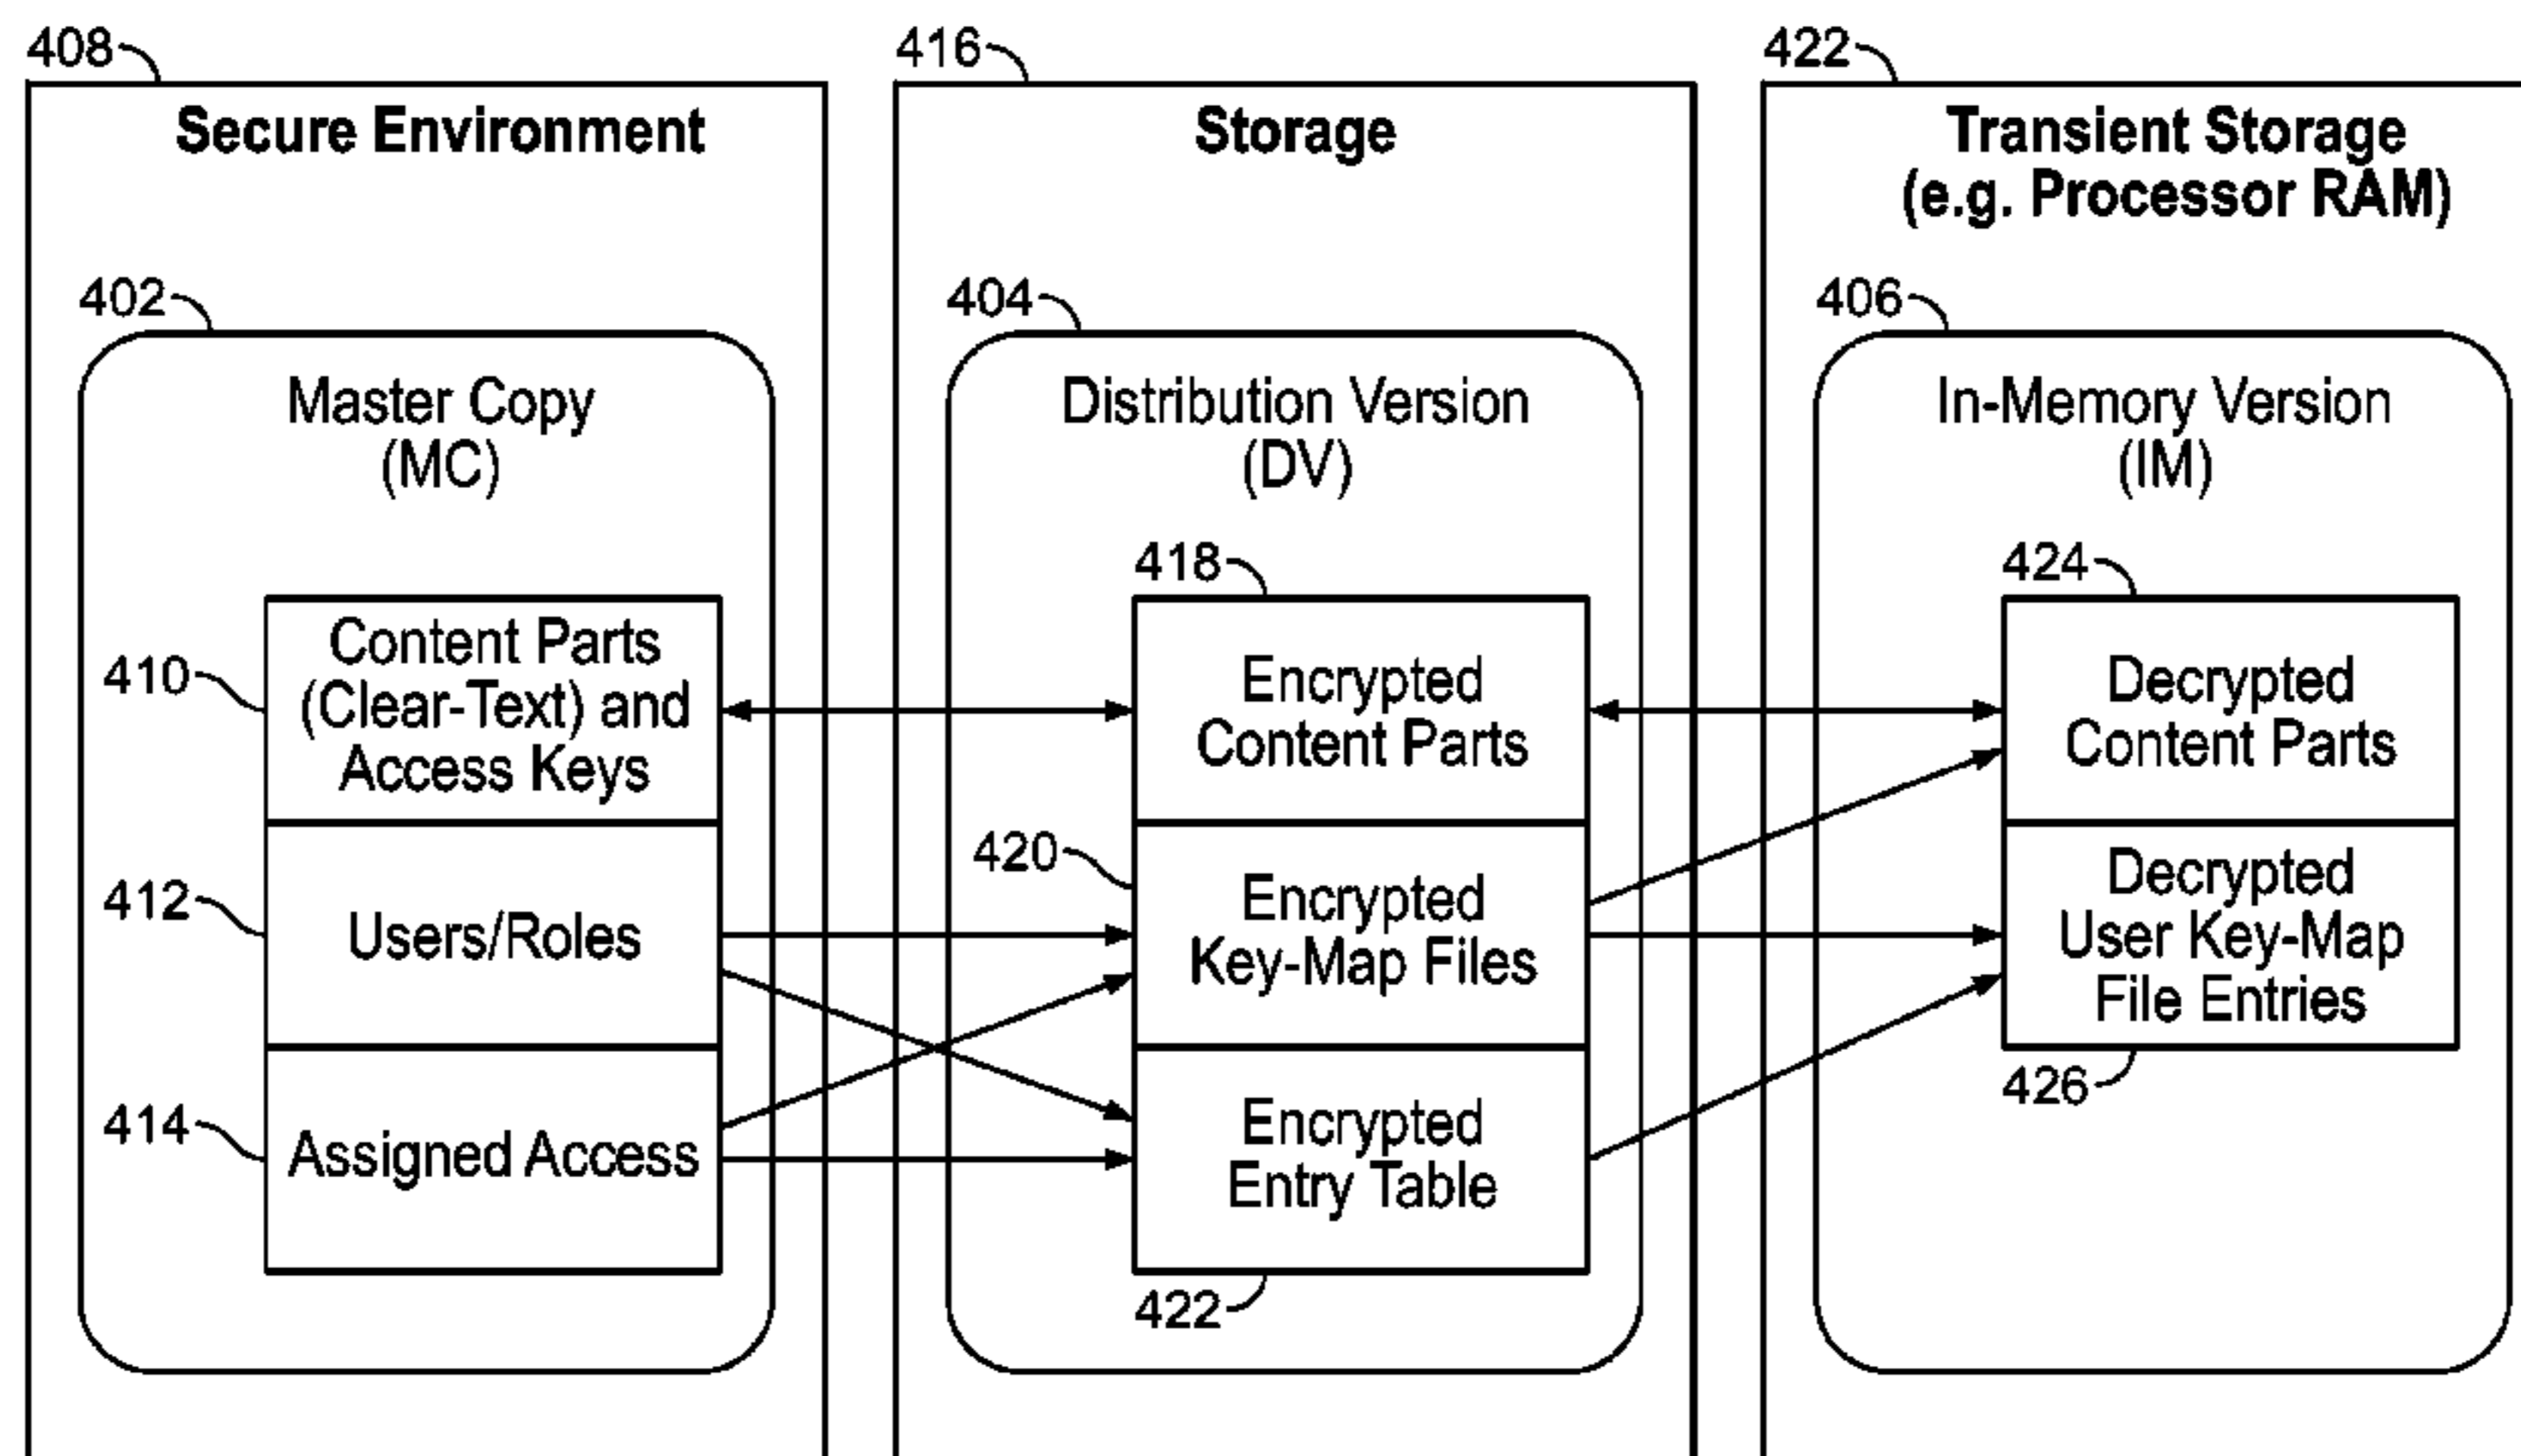 408
Secure Environment
402
Master Copy
(MC)
410
Content Parts
(Clear-Text) and
Access Keys
412
Users/Roles
414
Assigned Access
416
Storage
404
Distribution Version
(DV)
418
Encrypted
Content Parts
420
Encrypted
Key-Map Files
Encrypted
Entry Table
422
422
Transient Storage
(e.g. Processor RAM)
406
In-Memory Version
(IM)
424
Decrypted
Content Parts
Decrypted
User Key-Map
File Entries
426